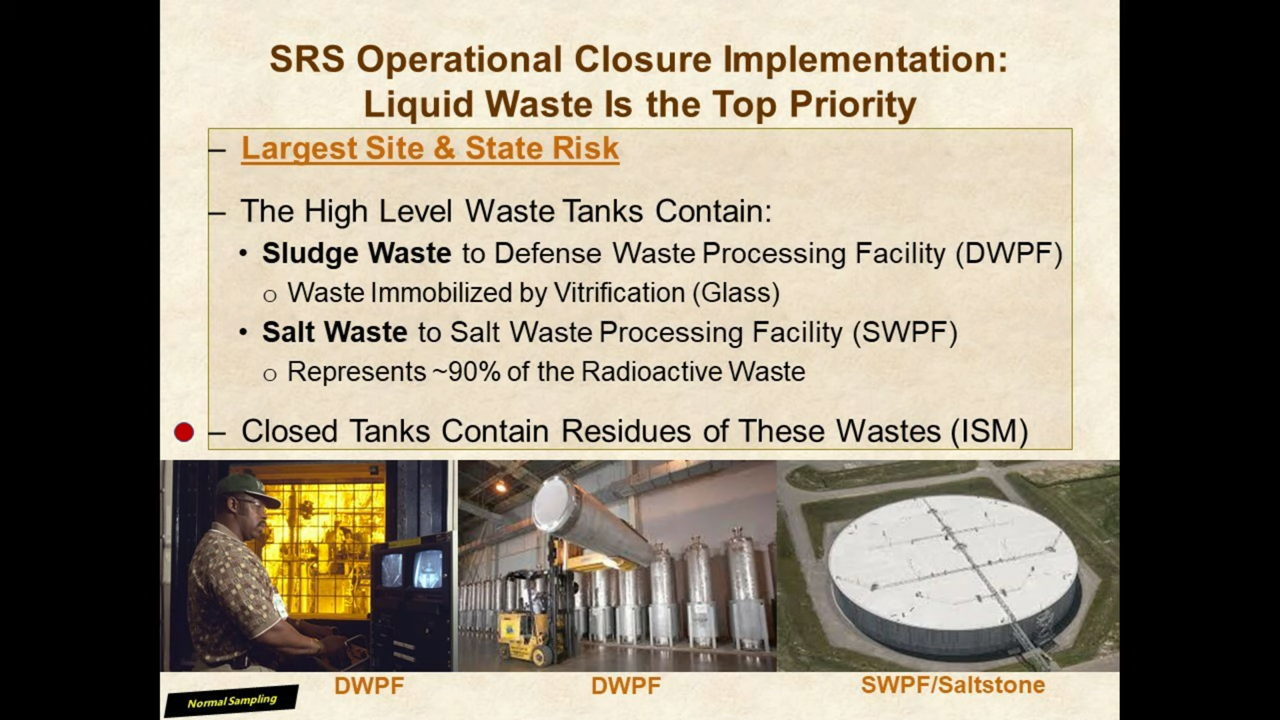 SRS Operational Closure Implementation:
Liquid Waste Is the Top Priority
– Largest Site & State Risk
– The High Level Waste Tanks Contain:
• Sludge Waste to Defense Waste Processing Facility (DWPF)
o Waste Immobilized by Vitrification (Glass)
• Salt Waste to Salt Waste Processing Facility (SWPF)
o Represents ~90% of the Radioactive Waste
– Closed Tanks Contain Residues of These Wastes (ISM)
DWPF
DWPF
SWPF/Saltstone
Normal Sampling